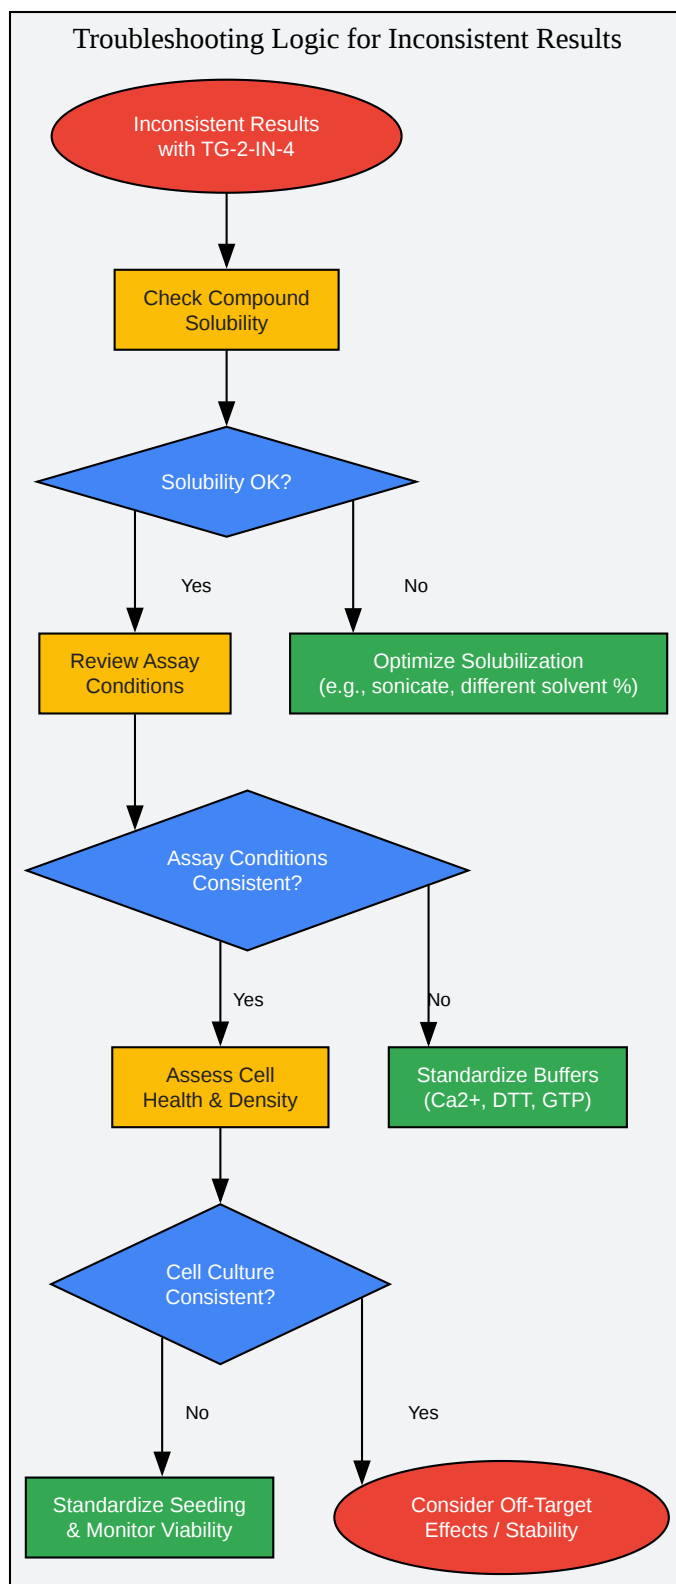 Troubleshooting Logic for Inconsistent Results
Inconsistent Results
with TG-2-IN-4
Check Compound
Solubility
Solubility OK?
Yes
No
Review Assay
Conditions
Optimize Solubilization
(e.g., sonicate, different solvent %)
Assay Conditions
Consistent?
Yes
No
Assess Cell
Health & Density
Standardize Buffers
(Ca2+, DTT, GTP)
Cell Culture
Consistent?
No
Yes
Standardize Seeding
& Monitor Viability
Consider Off-Target
Effects / Stability